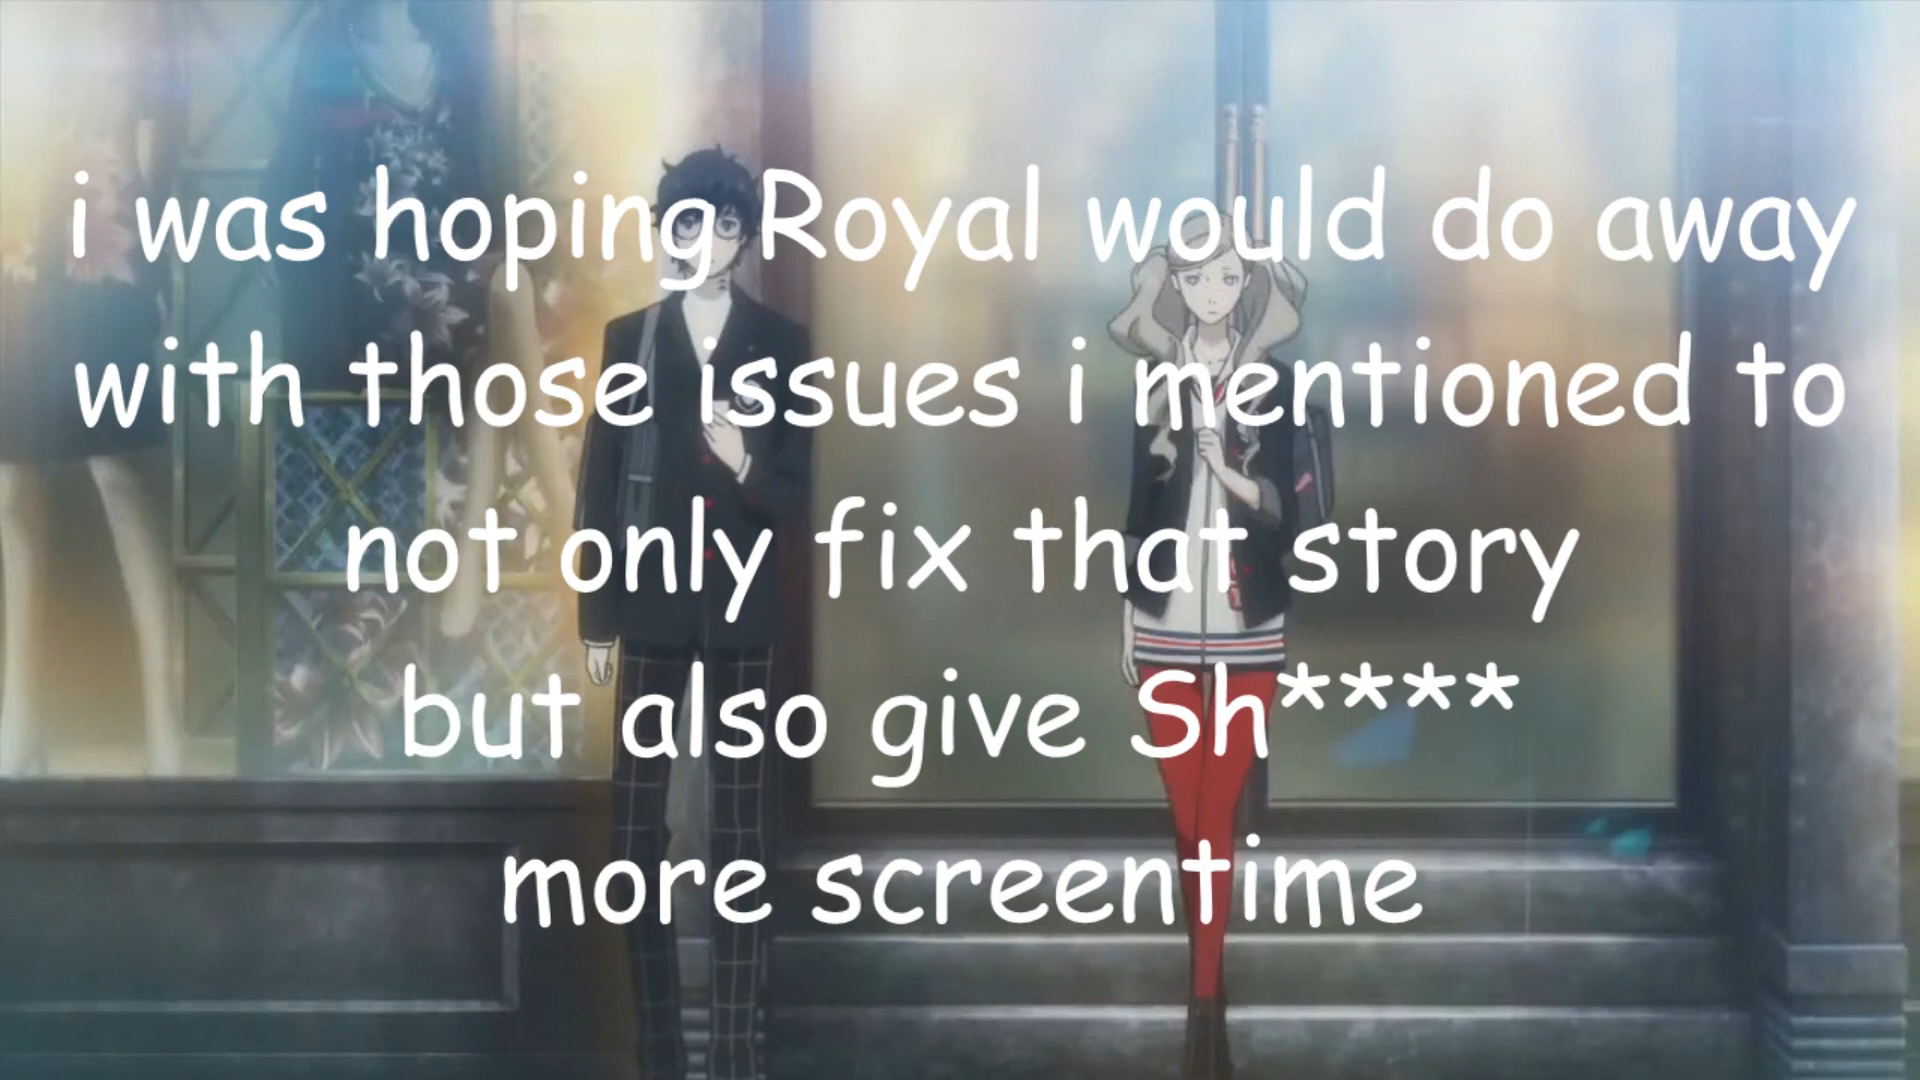 i was hoping Royal would do away
with those issues i mentioned to
not only fix that story
but also give Sh****
more screentime